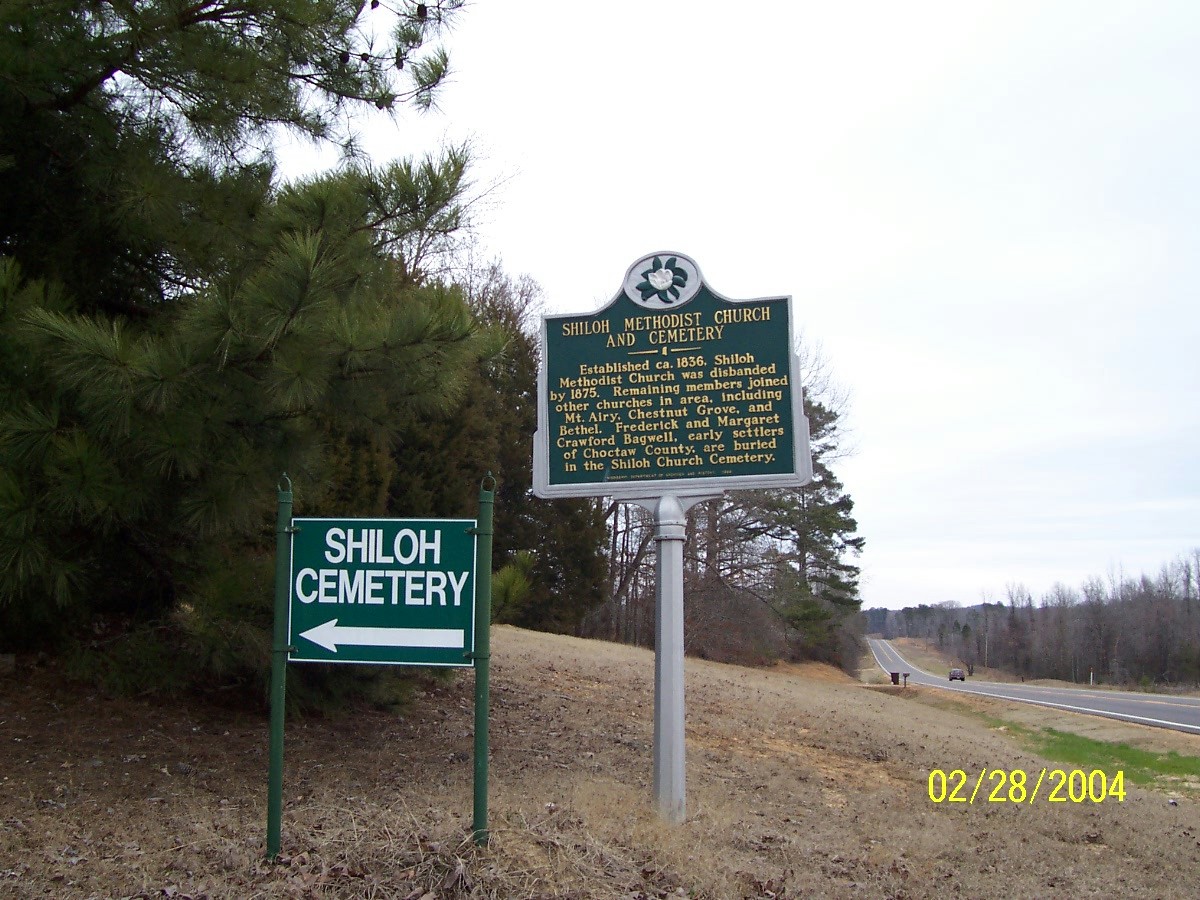 SHILOH METHODIST CHURCH
AND CEMETERY
Established ca. 1836, Shiloh
Methodist Church was disbanded
by 1875. Remaining members joined
other churches in area, including
Mt. Airy, Chestnut Grove, and
Bethel. Frederick and Margaret
Crawford Bagwell, early settlers
of Choctaw County, are buried
in the Shiloh Church Cemetery.
SHILOH
CEMETERY
02/28/2004